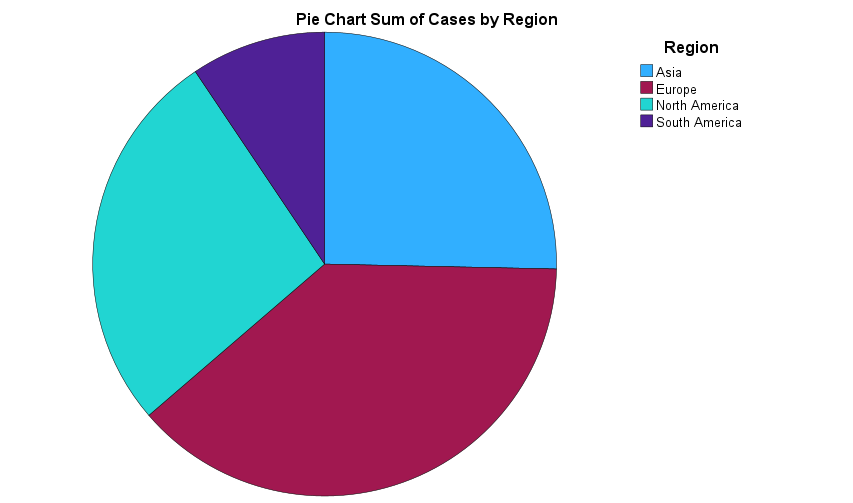 Pie Chart Sum of Cases by Region
Region
Asia
Europe
North America
South America